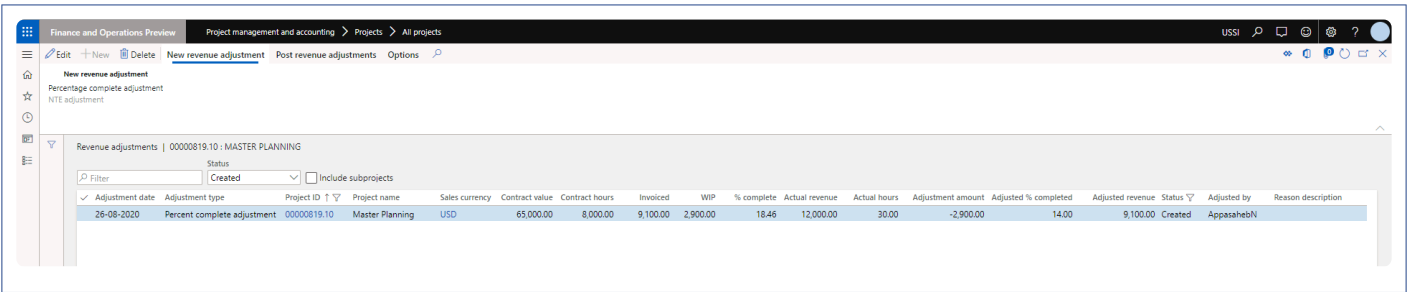 Finance and Operations Preview Project management and accounting > Projects > All projects USSI ?
Edit + New Delete New revenue adjustment Post revenue adjustments Options 0
New revenue adjustment
Percentage complete adjustment
NTE adjustment
Revenue adjustments | 00000819.10 : MASTER PLANNING
Status
Filter Created Include subprojects
Adjustment date Adjustment type Project ID ↑ Project name Sales currency Contract value Contract hours Invoiced WIP % complete Actual revenue Actual hours Adjustment amount Adjusted % completed Adjusted revenue Status Adjusted by Reason description
26-08-2020 Percent complete adjustment 00000819.10 Master Planning USD 65,000.00 8,000.00 9,100.00 2,900.00 18.46 12,000.00 30.00 -2,900.00 14.00 9,100.00 Created AppasahebN